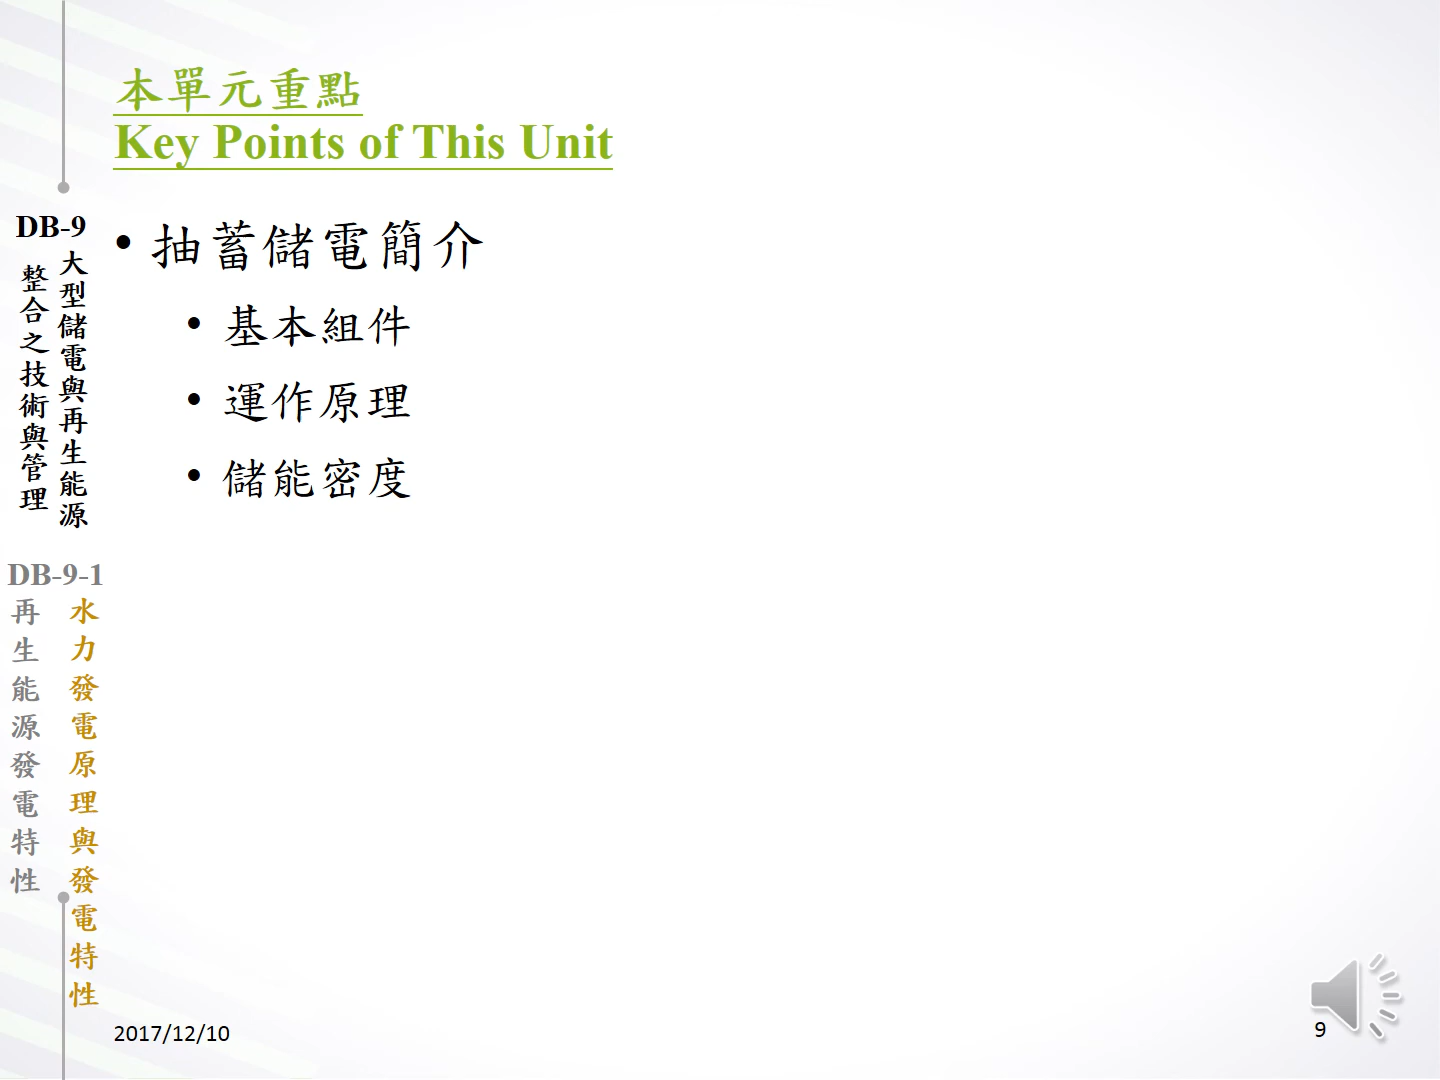 本單元重點
Key Points of This Unit
DB-9
大型儲電與再生能源
整合之技術與管理
• 抽蓄儲電簡介
• 基本組件
• 運作原理
• 儲能密度
DB-9-1
再生能源發電特性
水力發電原理與發電特性
2017/12/10
9